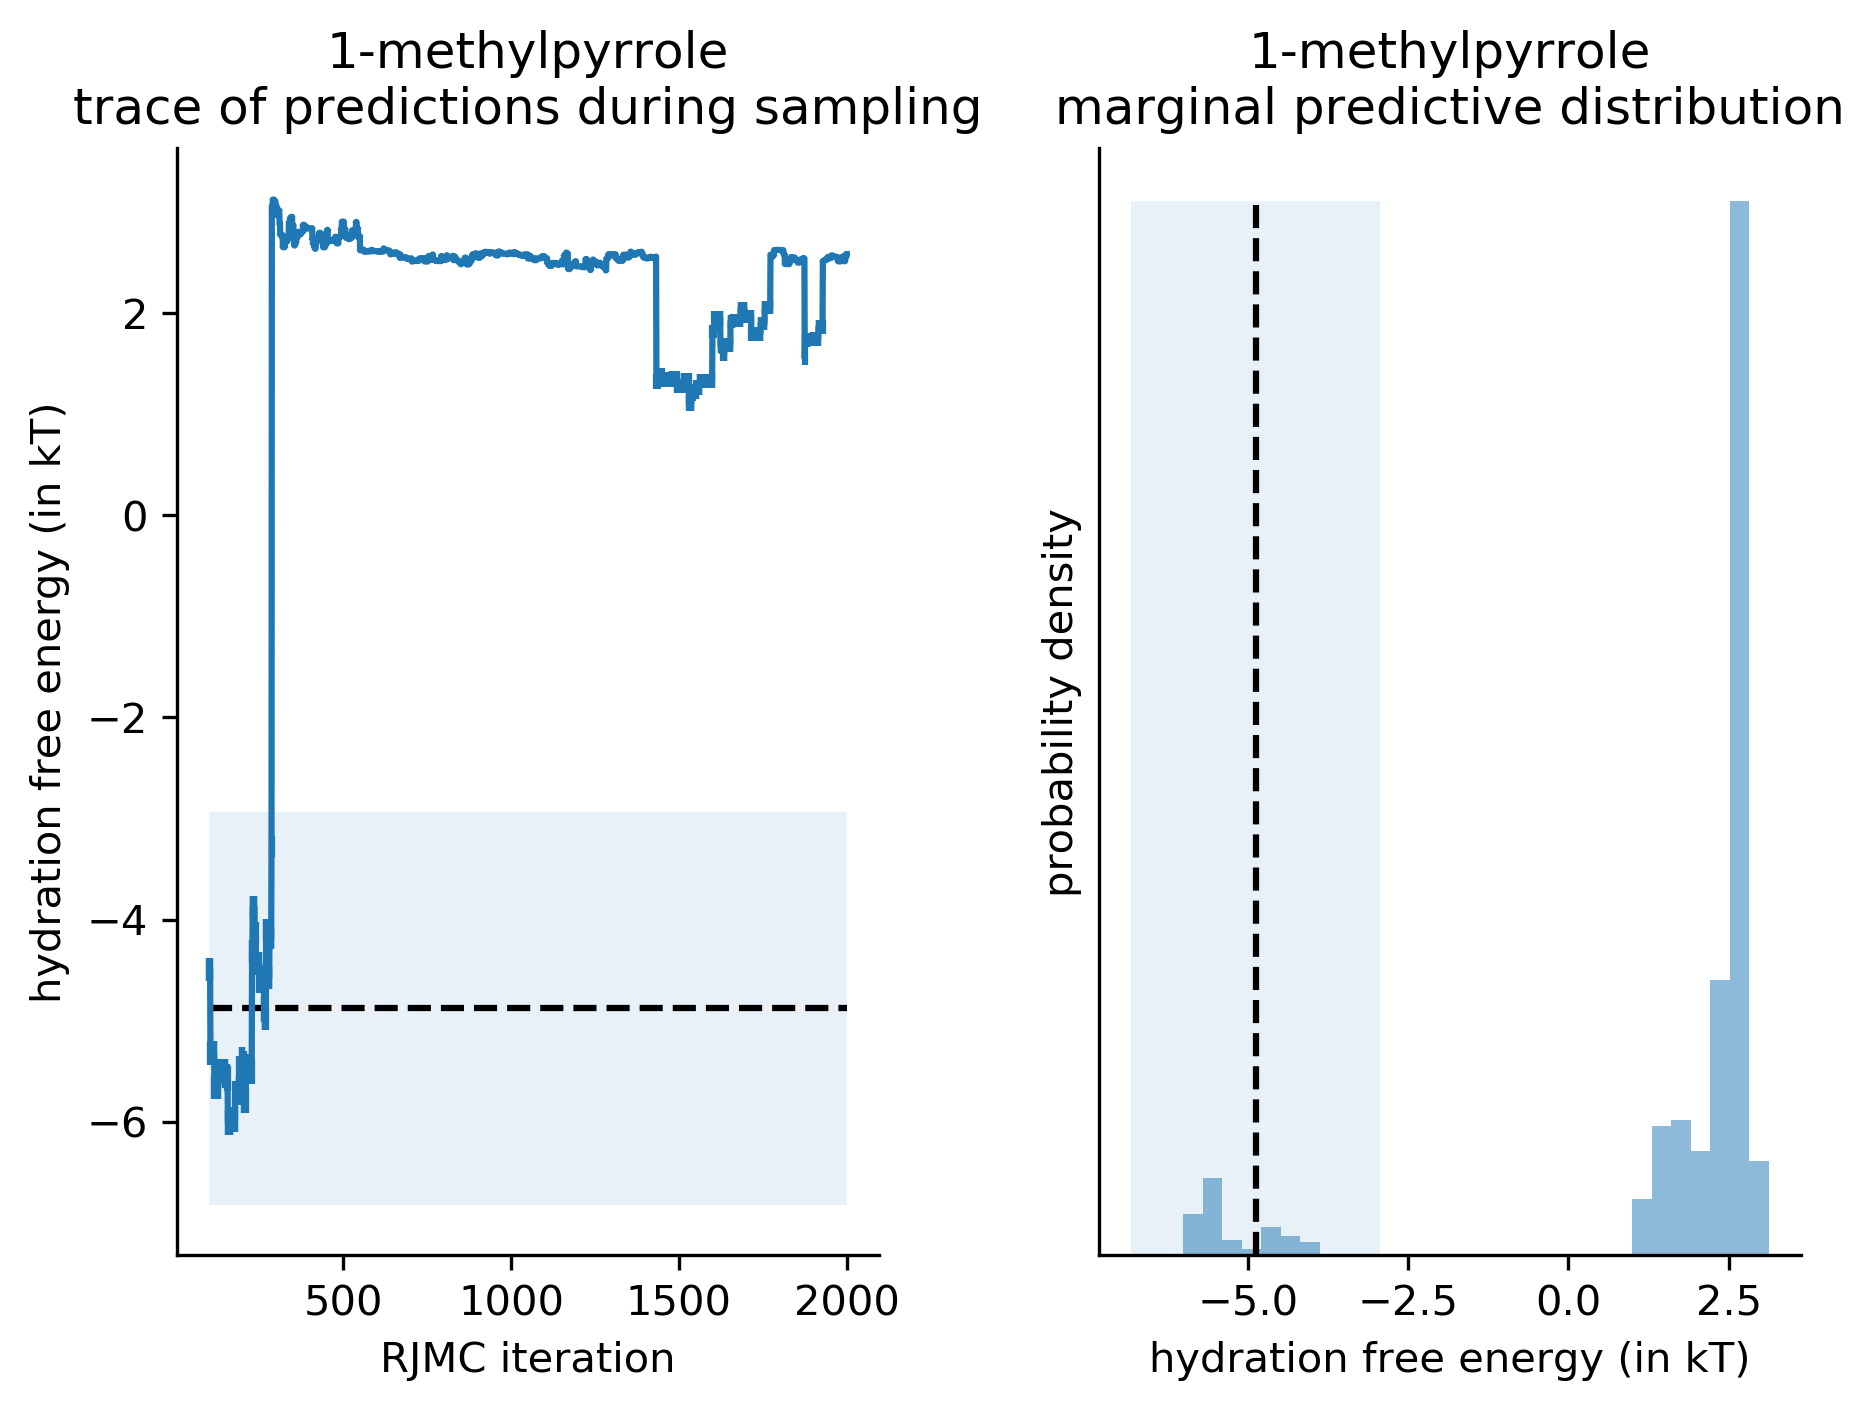 1-methylpyrrole
trace of predictions during sampling
hydration free energy (in kT)
2
0
−2
−4
−6
500 1000 1500 2000
RJMC iteration
1-methylpyrrole
marginal predictive distribution
probability density
−5.0 −2.5 0.0 2.5
hydration free energy (in kT)